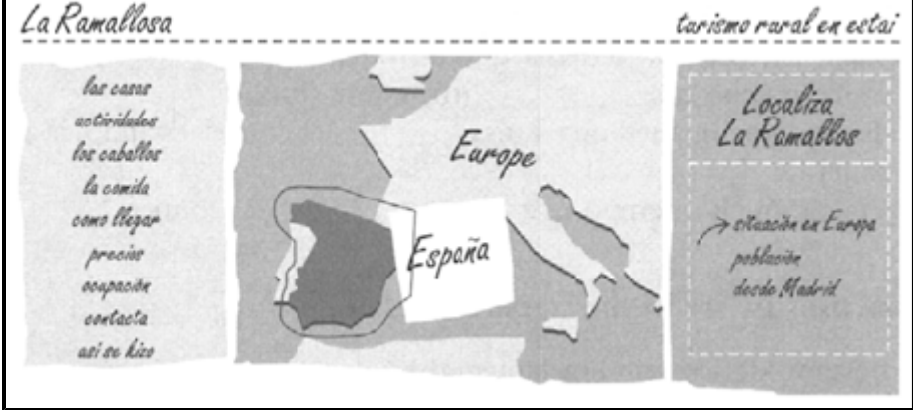 La Ramallosa
turismo rural en estai
las casas
actividades
los caballos
la comida
como llegar
precios
ocupación
contacta
asi se hizo
Europe
España
Localiza
La Ramallos
situación en Europa
población
desde Madrid